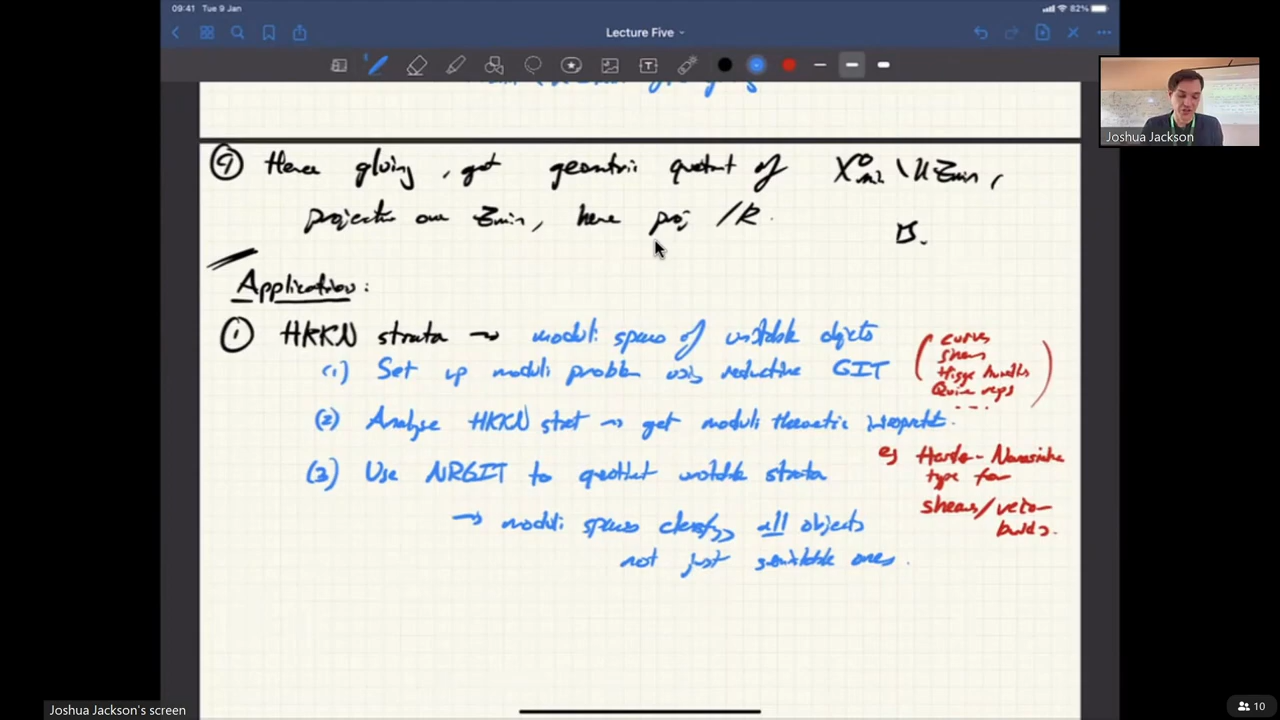 09:41 Tue 9 Jan
82%
Lecture Five
⑨ Hence gluing, get geometric quotient of X⁰min \ U Zmin,
projective over Zmin, hence proj /k.
□.
Application:
① HKKN strata → moduli spaces of unstable objects
(1) Set up moduli problem using reductive GIT
(curves
sheaves
Higgs bundles
Quiver reps
....)
(2) Analyse HKKN strat → get moduli theoretic interpretat.
(3) Use NRGIT to quotient unstable strata
eg Harder-Narasimhan
type for
sheaves/vector
bundles.
→ moduli spaces classifying all objects
not just semistable ones.
Joshua Jackson
Joshua Jackson's screen
10